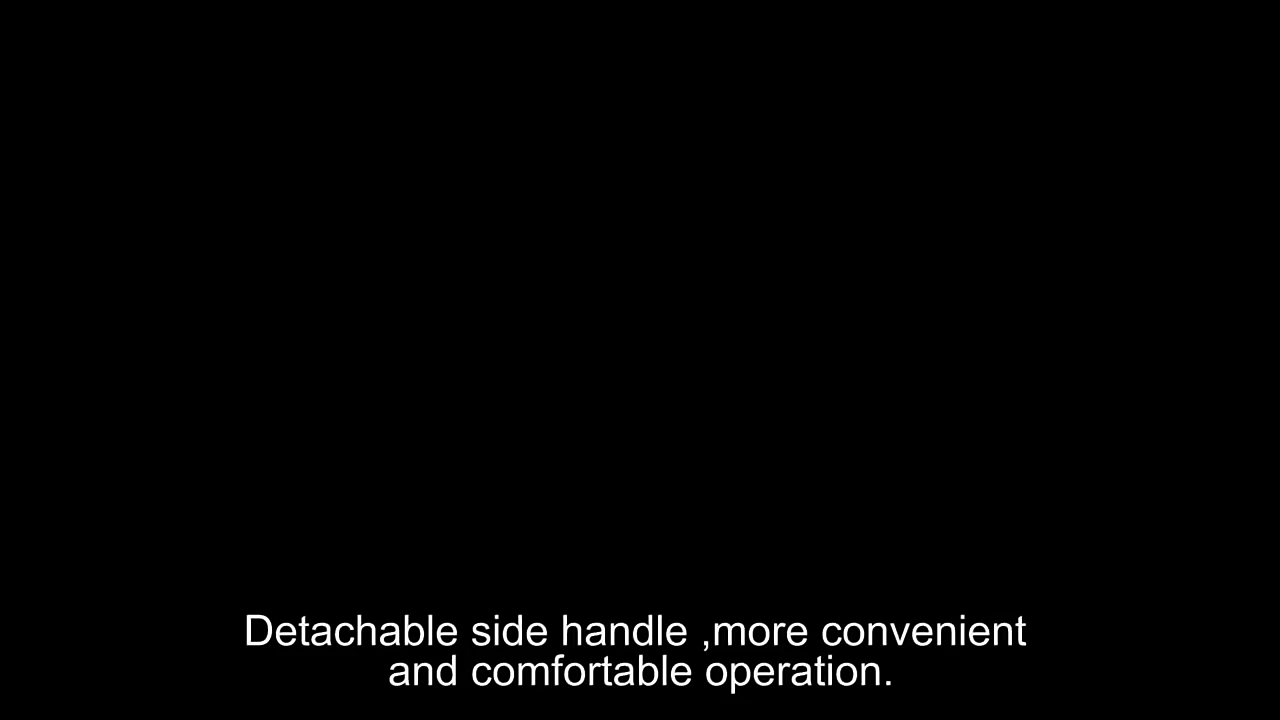 Detachable side handle ,more convenient
and comfortable operation.